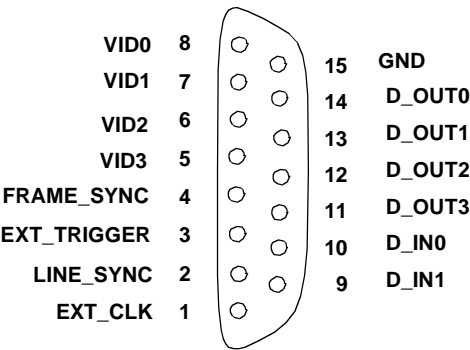 VID0 8
15 GND
VID1 7
14 D_OUT0
VID2 6
13 D_OUT1
VID3 5
12 D_OUT2
FRAME_SYNC 4
11 D_OUT3
EXT_TRIGGER 3
10 D_IN0
LINE_SYNC 2
9 D_IN1
EXT_CLK 1